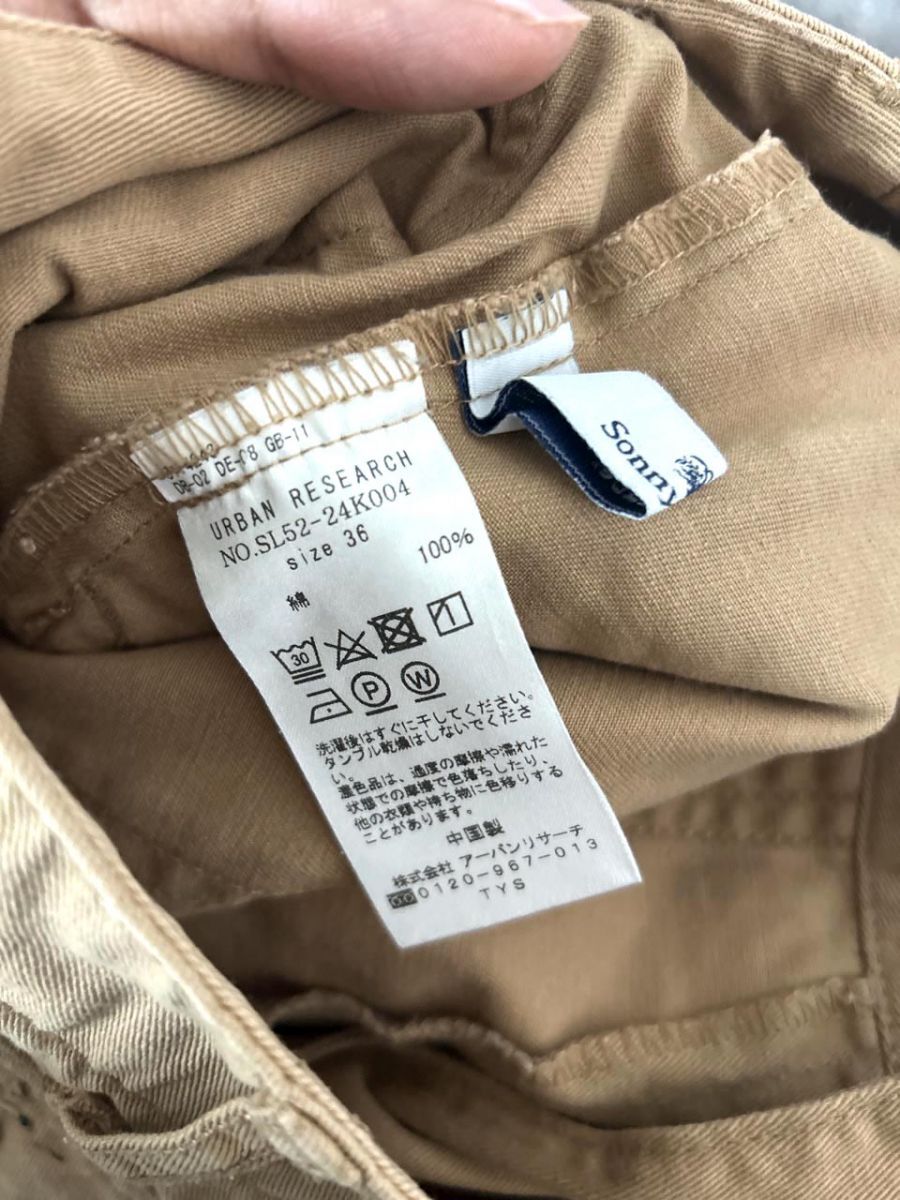 DB-02 DE-08 GB-11
URBAN RESEARCH
NO.SL52-24K004
size 36
綿 100%
30
P W
洗濯後はすぐに干してください。
タンブル乾燥はしないでくださ
い。
濃色品は、過度の摩擦や濡れた
状態での摩擦で色落ちしたり、
他の衣類や持ち物に色移りする
ことがあります。
中国製
株式会社 アーバンリサーチ
0120-967-013
TYS
Sonny